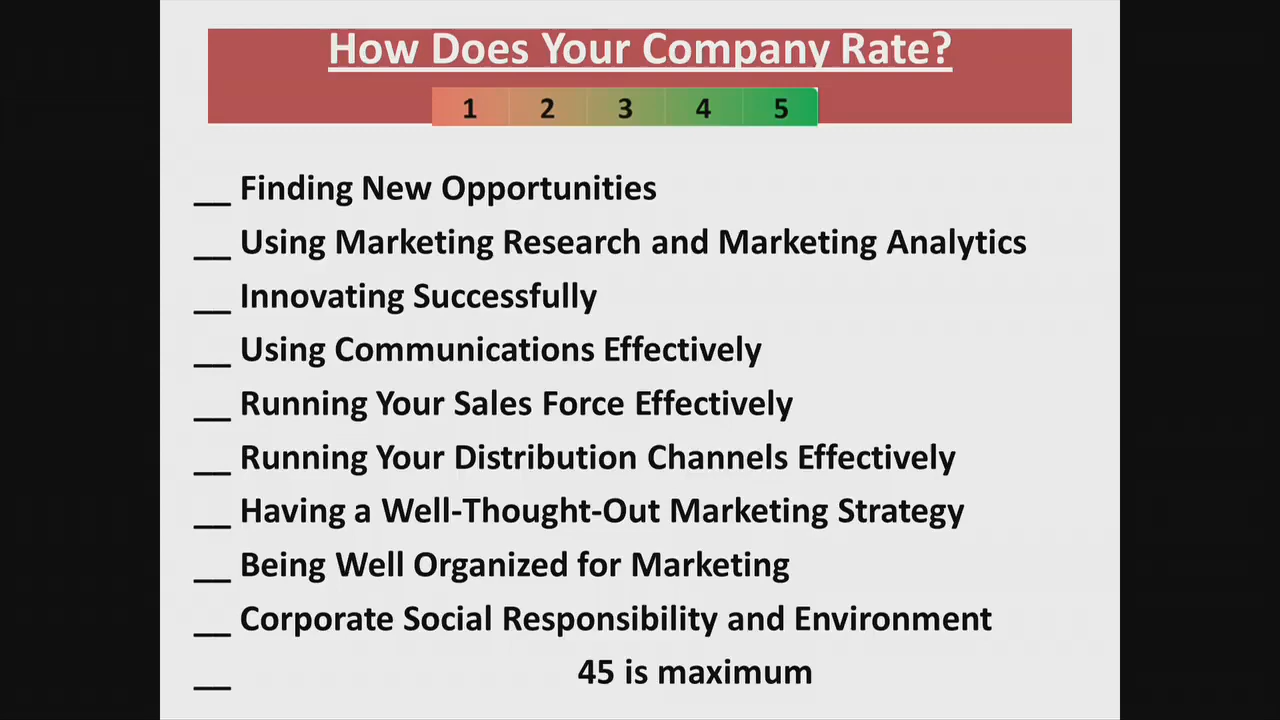 How Does Your Company Rate?
1 2 3 4 5
__ Finding New Opportunities
__ Using Marketing Research and Marketing Analytics
__ Innovating Successfully
__ Using Communications Effectively
__ Running Your Sales Force Effectively
__ Running Your Distribution Channels Effectively
__ Having a Well-Thought-Out Marketing Strategy
__ Being Well Organized for Marketing
__ Corporate Social Responsibility and Environment
__ 45 is maximum